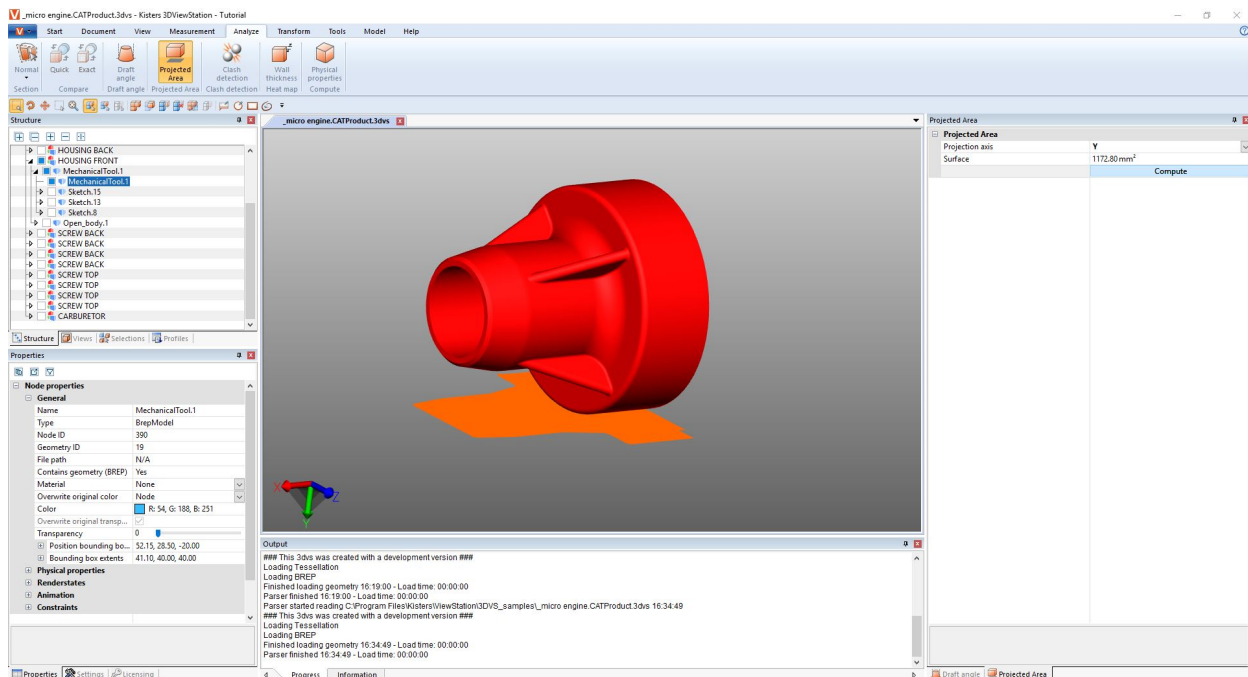 _micro engine.CATProduct.3dvs - Kisters 3DViewStation - Tutorial
Start Document View Measurement Analyze Transform Tools Model Help
Normal Quick Exact Draft angle Projected Area Clash detection Wall thickness Physical properties
Section Compare Draft angle Projected Area Clash detection Heat map Compute
Structure
HOUSING BACK
HOUSING FRONT
MechanicalTool.1
MechanicalTool.1
Sketch.15
Sketch.13
Sketch.8
Open_body.1
SCREW BACK
SCREW BACK
SCREW BACK
SCREW BACK
SCREW TOP
SCREW TOP
SCREW TOP
SCREW TOP
CARBURETOR
Structure Views Selections Profiles
Properties
Node properties
General
Name MechanicalTool.1
Type BrepModel
Node ID 390
Geometry ID 19
File path N/A
Contains geometry (BREP) Yes
Material None
Overwrite original color Node
Color R: 54, G: 188, B: 251
Overwrite original transp...
Transparency 0
Position bounding bo... 52.15, 28.50, -20.00
Bounding box extents 41.10, 40.00, 40.00
Physical properties
Renderstates
Animation
Constraints
Properties Settings Licensing
_micro engine.CATProduct.3dvs
X
Z
Y
Output
### This 3dvs was created with a development version ###
Loading Tessellation
Loading BREP
Finished loading geometry 16:19:00 - Load time: 00:00:00
Parser finished 16:19:00 - Load time: 00:00:00
Parser started reading C:\Program Files\Kisters\ViewStation\3DVS_samples\_micro engine.CATProduct.3dvs 16:34:49
### This 3dvs was created with a development version ###
Loading Tessellation
Loading BREP
Finished loading geometry 16:34:49 - Load time: 00:00:00
Parser finished 16:34:49 - Load time: 00:00:00
Progress Information
Projected Area
Projected Area
Projection axis Y
Surface 1172.80 mm²
Compute
Draft angle Projected Area